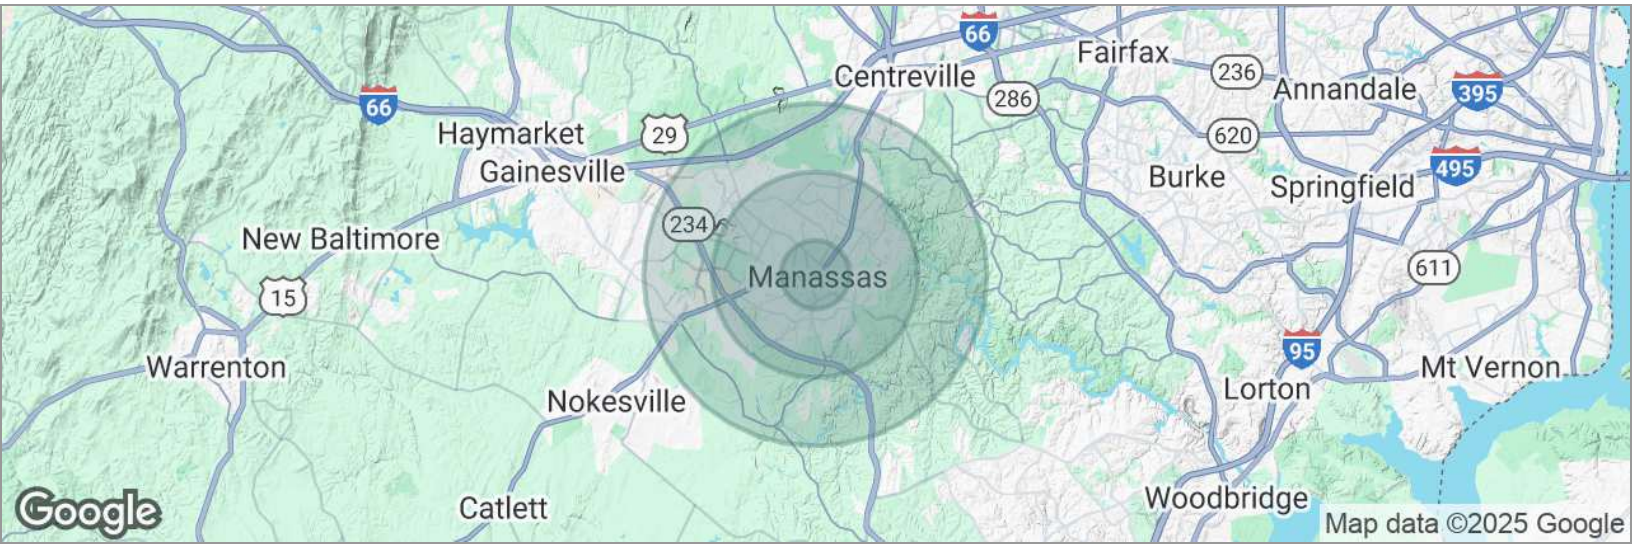 66
Fairfax
Centreville
236
Annandale
286
395
66
Haymarket
29
620
Gainesville
495
Burke
Springfield
234
New Baltimore
611
Manassas
15
95
Warrenton
Mt Vernon
Lorton
Nokesville
Woodbridge
Catlett
Google
Map data ©2025 Google